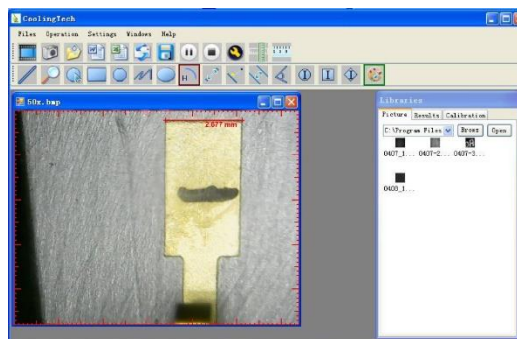 CoolingTech
Files Operation Settings Windows Help
50x.bmp
2.677 mm
Libraries
Picture Results Calibration
C:\Program Files Brows Open
0407_1... 0407-2... 0407-3...
0408_1...